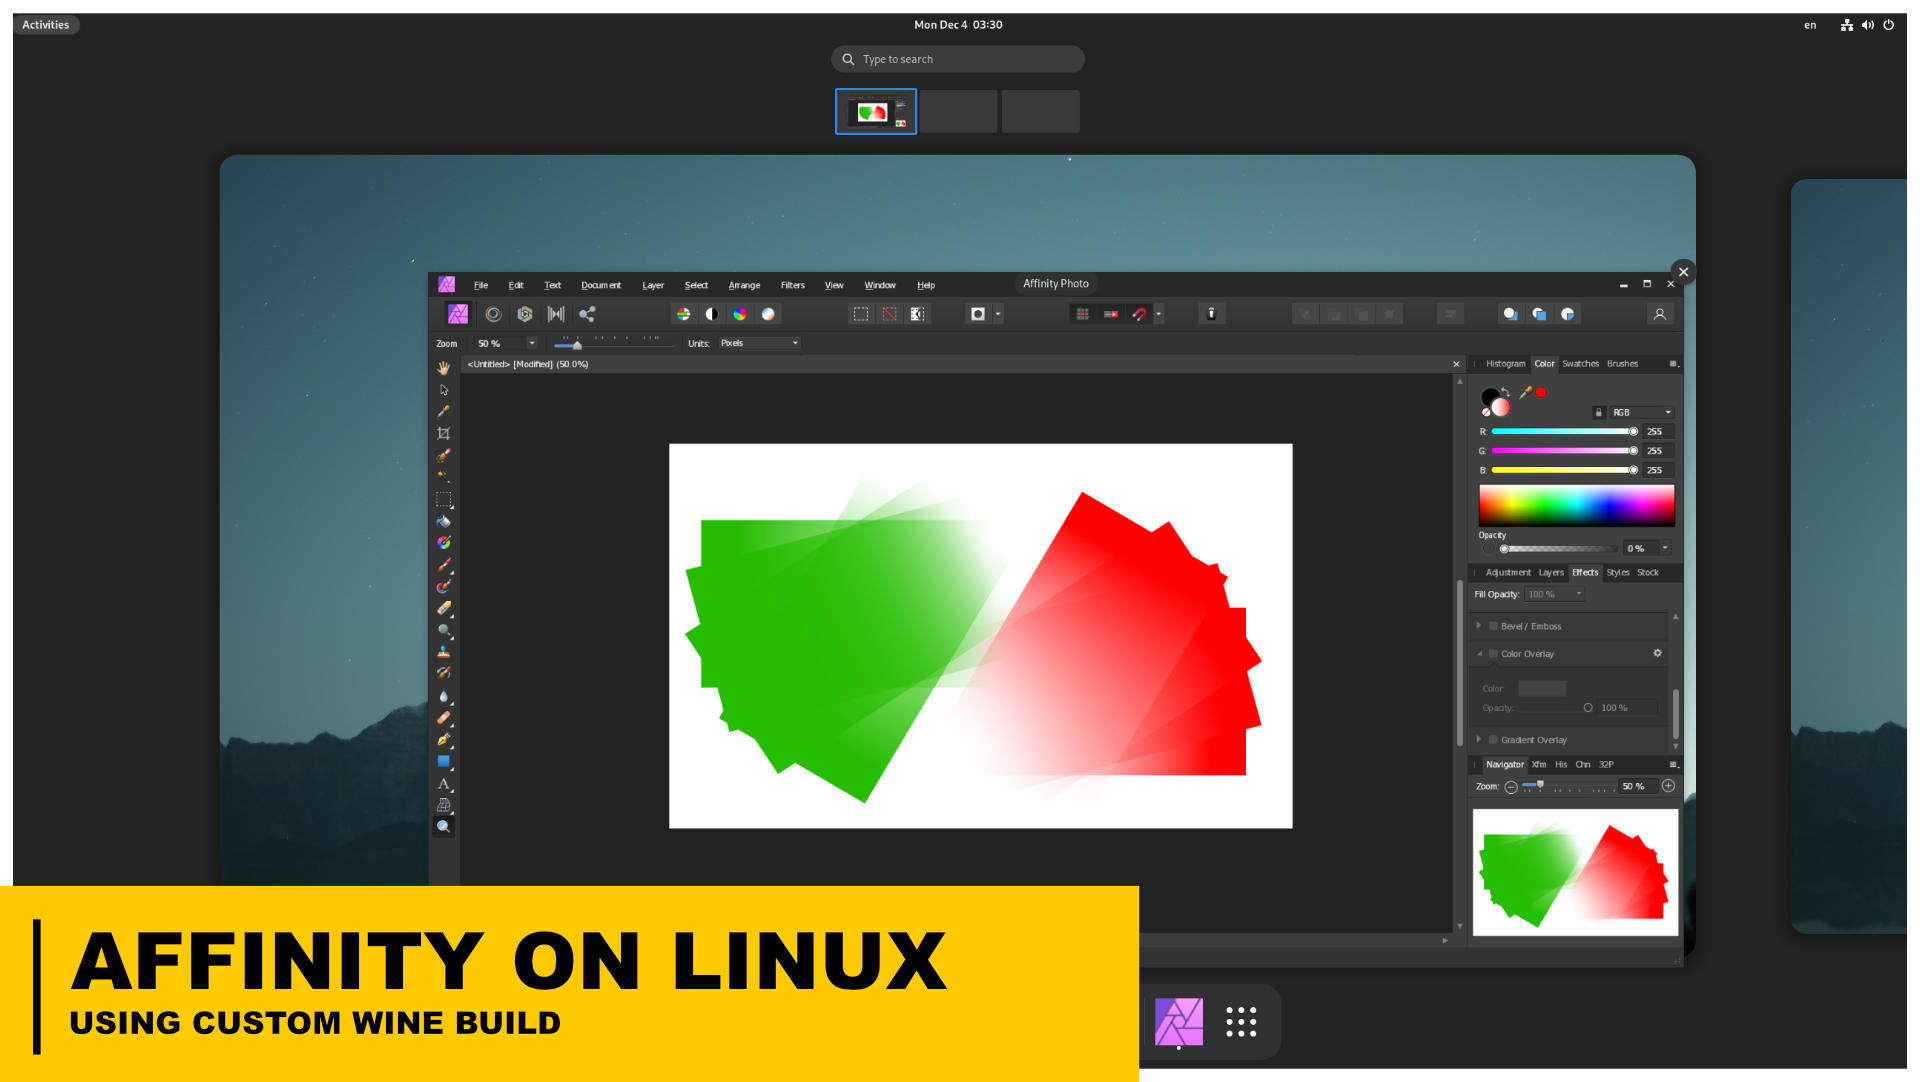 Activities
Mon Dec 4 03:30
en
Type to search
File Edit Text Document Layer Select Arrange Filters View Window Help
Affinity Photo
Zoom 50 % Units: Pixels
<Untitled> [Modified] (50.0%)
Histogram Color Swatches Brushes
RGB
R: 255
G: 255
B: 255
Opacity
0 %
Adjustment Layers Effects Styles Stock
Fill Opacity: 100 %
Bevel / Emboss
Color Overlay
Color:
Opacity: 100 %
Gradient Overlay
Navigator Xfm His Chn 32P
Zoom: 50 %
AFFINITY ON LINUX
USING CUSTOM WINE BUILD